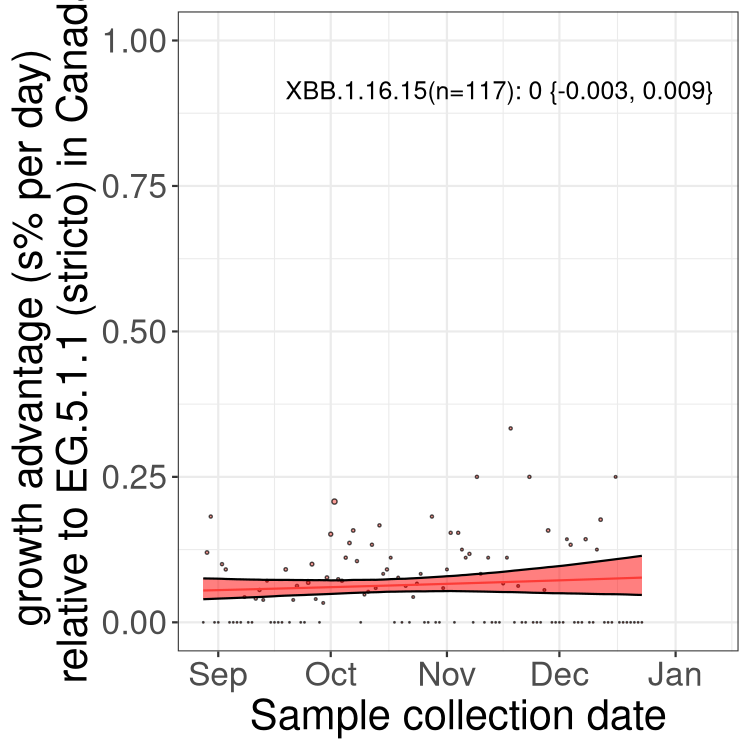 growth advantage (s% per day)
relative to EG.5.1.1 (stricto) in Canada
1.00
0.75
0.50
0.25
0.00
XBB.1.16.15(n=117): 0 {-0.003, 0.009}
Sep Oct Nov Dec Jan
Sample collection date